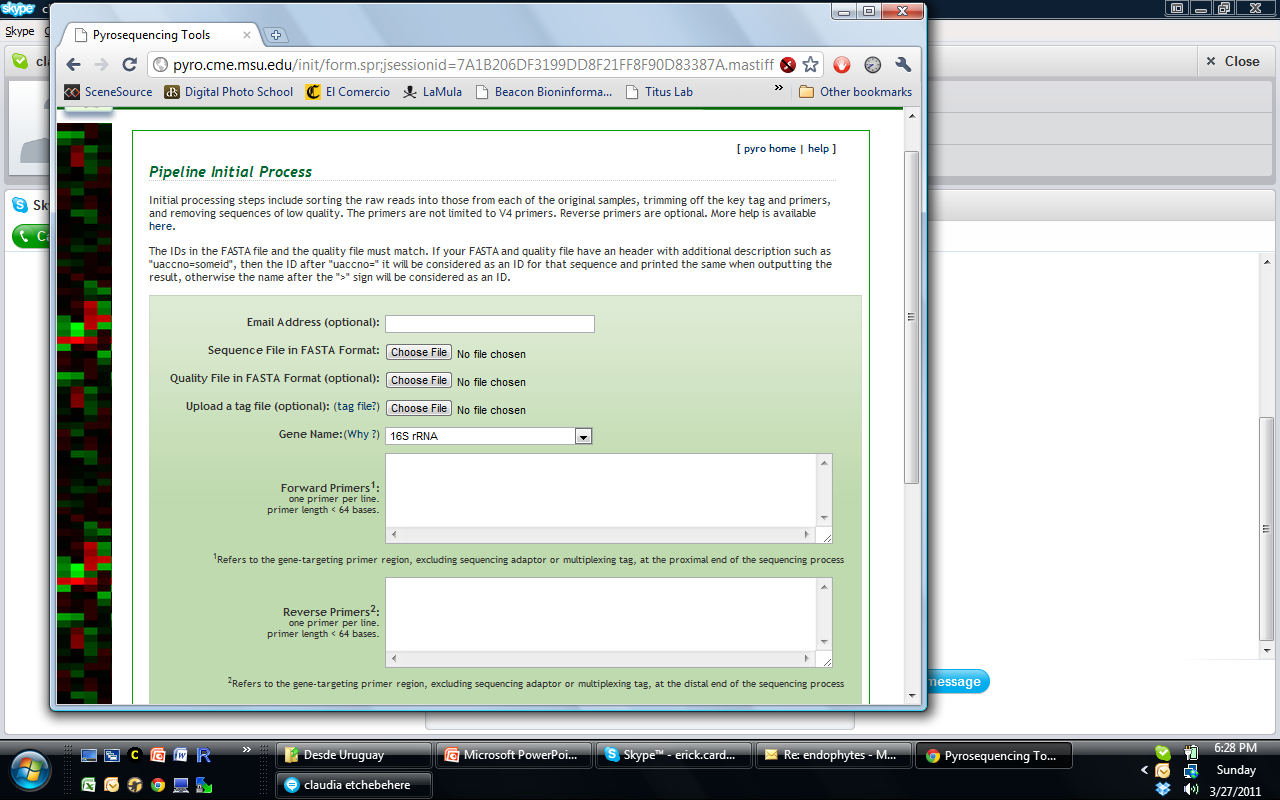 skype
Skype
Close
Pyrosequencing Tools
pyro.cme.msu.edu/init/form.spr;jsessionid=7A1B206DF3199DD8F21FF8F90D83387A.mastiff
SceneSource
Digital Photo School
El Comercio
LaMula
Beacon Bioninforma...
Titus Lab
»
Other bookmarks
[ pyro home | help ]
Pipeline Initial Process
Initial processing steps include sorting the raw reads into those from each of the original samples, trimming off the key tag and primers,
and removing sequences of low quality. The primers are not limited to V4 primers. Reverse primers are optional. More help is available
here.
The IDs in the FASTA file and the quality file must match. If your FASTA and quality file have an header with additional description such as
"uaccno=someid", then the ID after "uaccno=" it will be considered as an ID for that sequence and printed the same when outputting the
result, otherwise the name after the ">" sign will be considered as an ID.
Email Address (optional):
Sequence File in FASTA Format: Choose File No file chosen
Quality File in FASTA Format (optional): Choose File No file chosen
Upload a tag file (optional): (tag file?) Choose File No file chosen
Gene Name:(Why ?) 16S rRNA
Forward Primers1:
one primer per line.
primer length < 64 bases.
1Refers to the gene-targeting primer region, excluding sequencing adaptor or multiplexing tag, at the proximal end of the sequencing process
Reverse Primers2:
one primer per line.
primer length < 64 bases.
2Refers to the gene-targeting primer region, excluding sequencing adaptor or multiplexing tag, at the distal end of the sequencing process
message
Desde Uruguay
Microsoft PowerPoi...
Skype™ - erick.card...
Re: endophytes - M...
Pyrosequencing To...
claudia etchebehere
6:28 PM
Sunday
3/27/2011